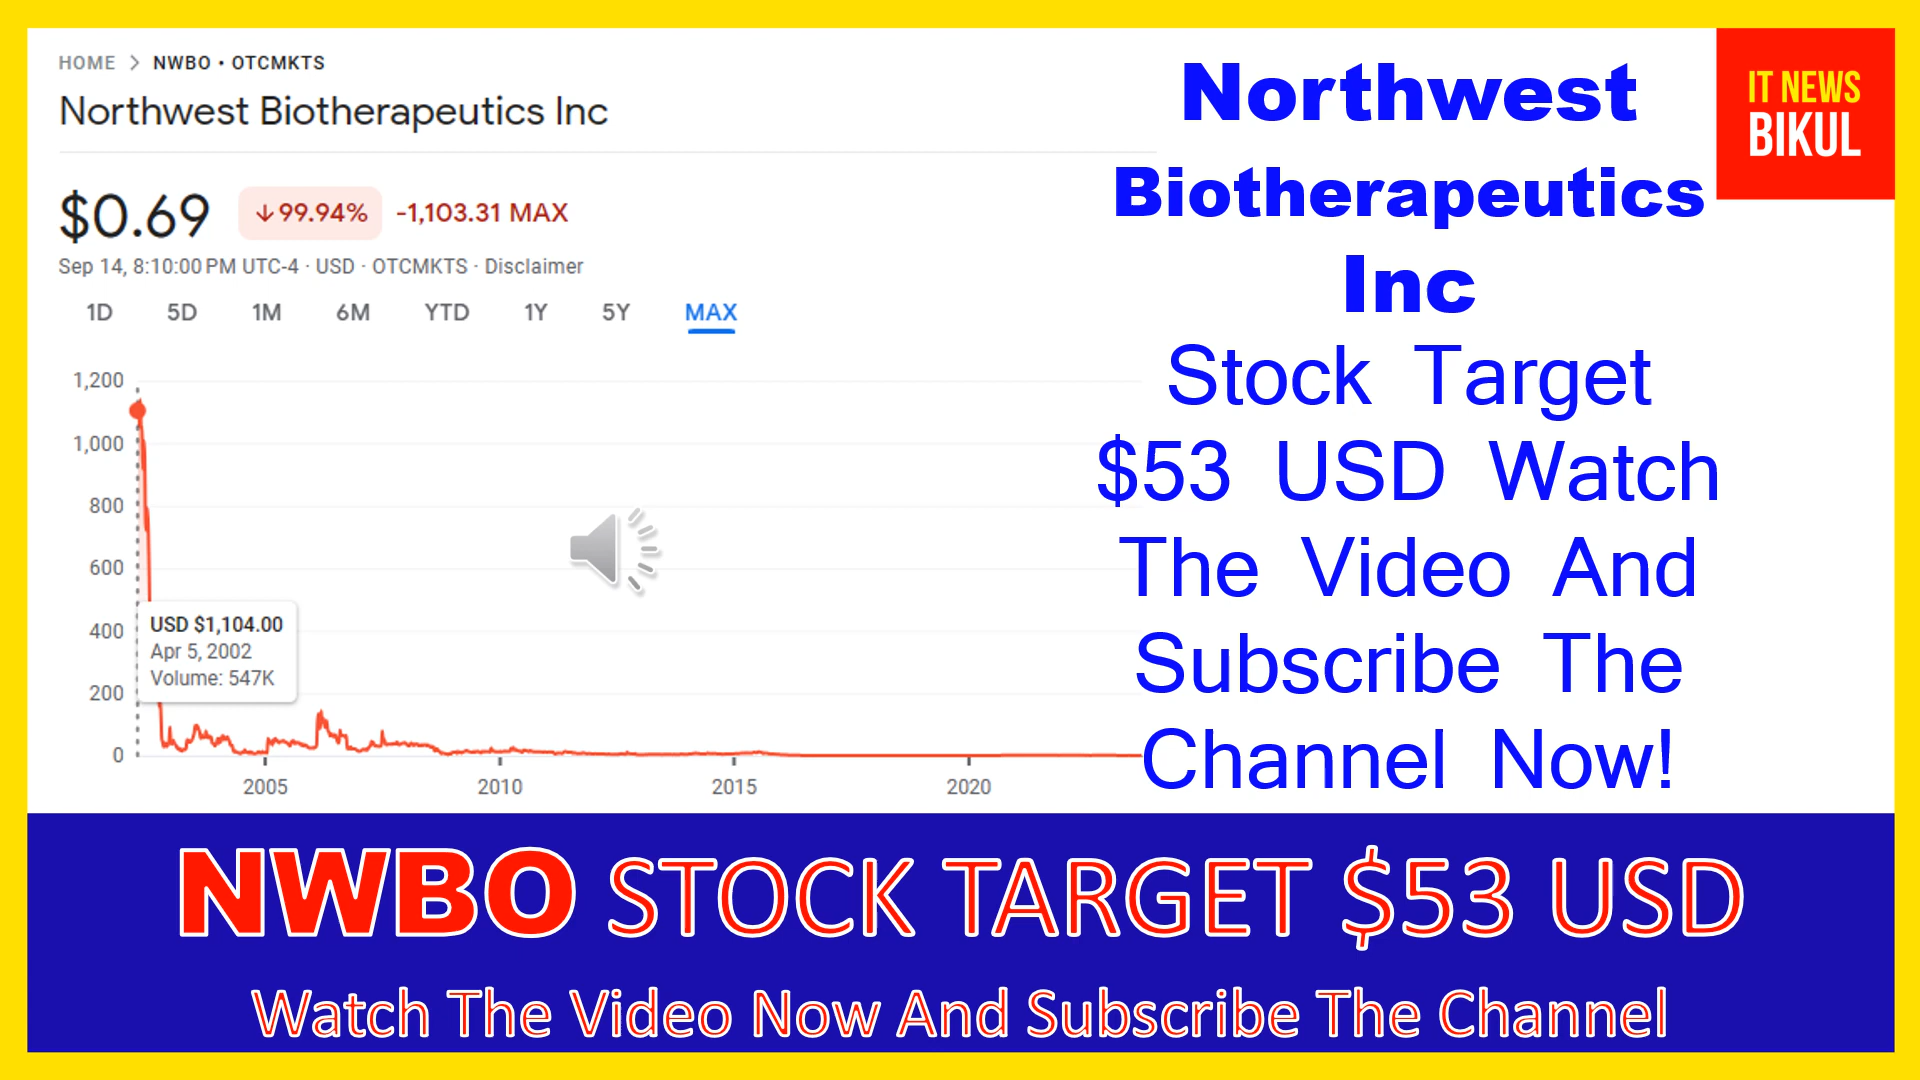 HOME > NWBO • OTCMKTS
Northwest Biotherapeutics Inc
$0.69 ↓99.94% -1,103.31 MAX
Sep 14, 8:10:00 PM UTC-4 · USD · OTCMKTS · Disclaimer
1D 5D 1M 6M YTD 1Y 5Y MAX
1,200
1,000
800
600
400
200
0
USD $1,104.00
Apr 5, 2002
Volume: 547K
2005 2010 2015 2020
Northwest
Biotherapeutics
Inc
Stock Target
$53 USD Watch
The Video And
Subscribe The
Channel Now!
IT NEWS
BIKUL
NWBO STOCK TARGET $53 USD
Watch The Video Now And Subscribe The Channel